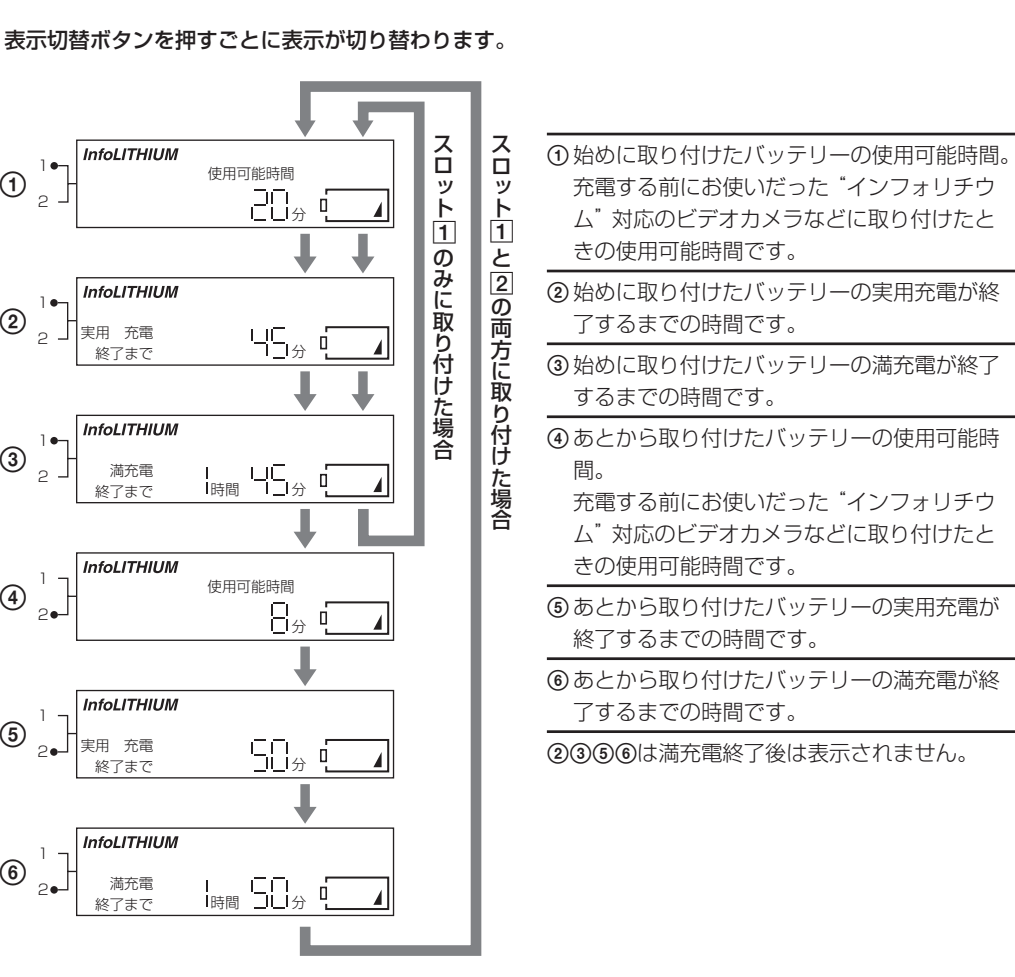 表示切替ボタンを押すごとに表示が切り替わります。
①
1
2
InfoLITHIUM
使用可能時間
20分
②
1
2
InfoLITHIUM
実用 充電
終了まで
45分
③
1
2
InfoLITHIUM
満充電
終了まで
1時間 45分
④
1
2
InfoLITHIUM
使用可能時間
8分
⑤
1
2
InfoLITHIUM
実用 充電
終了まで
50分
⑥
1
2
InfoLITHIUM
満充電
終了まで
1時間 50分
スロット1のみに取り付けた場合
スロット1と2の両方に取り付けた場合
①始めに取り付けたバッテリーの使用可能時間。
充電する前にお使いだった“インフォリチウ
ム”対応のビデオカメラなどに取り付けたと
きの使用可能時間です。
②始めに取り付けたバッテリーの実用充電が終
了するまでの時間です。
③始めに取り付けたバッテリーの満充電が終了
するまでの時間です。
④あとから取り付けたバッテリーの使用可能時
間。
充電する前にお使いだった“インフォリチウ
ム”対応のビデオカメラなどに取り付けたと
きの使用可能時間です。
⑤あとから取り付けたバッテリーの実用充電が
終了するまでの時間です。
⑥あとから取り付けたバッテリーの満充電が終
了するまでの時間です。
②③⑤⑥は満充電終了後は表示されません。